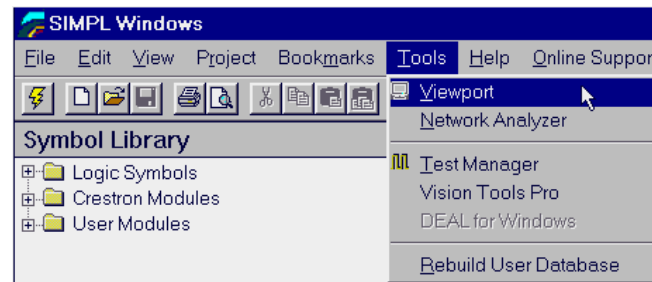 SIMPL Windows
File Edit View Project Bookmarks Tools Help Online Suppor
Viewport
Network Analyzer
Symbol Library
Test Manager
Logic Symbols
Vision Tools Pro
Crestron Modules
DEAL for Windows
User Modules
Rebuild User Database